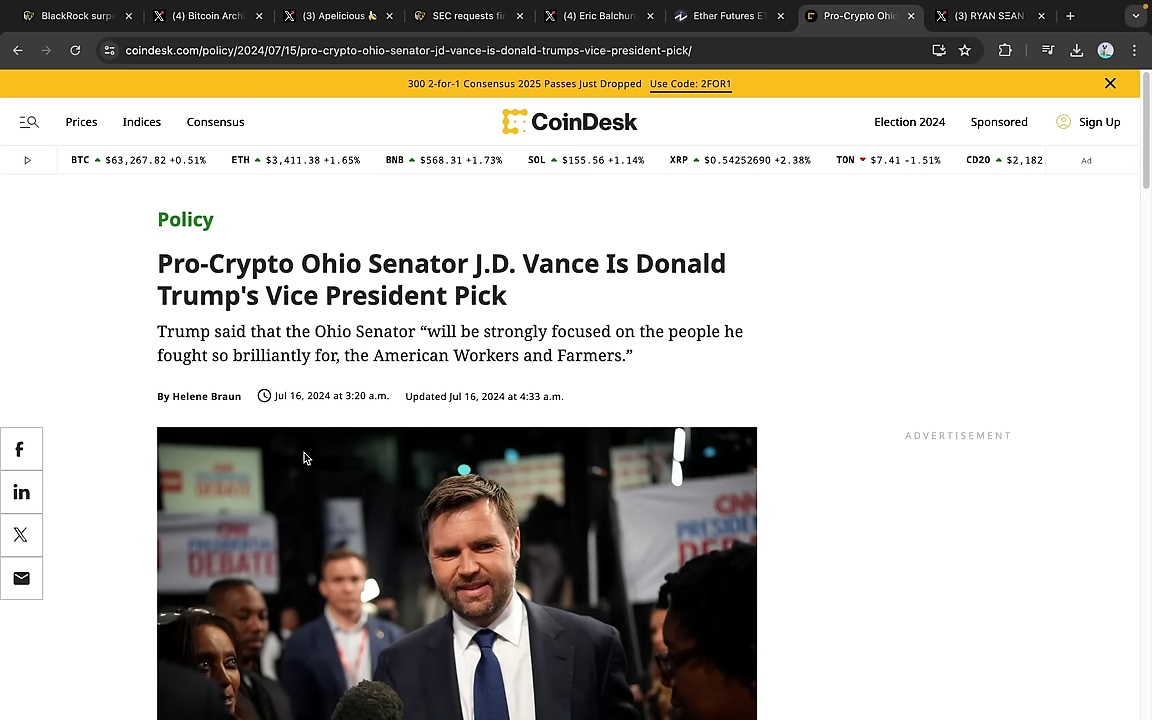 BlackRock surp
(4) Bitcoin Arch
(3) Apelicious
SEC requests fi
(4) Eric Balchun
Ether Futures E
Pro-Crypto Ohio
(3) RYAN SEAN
coindesk.com/policy/2024/07/15/pro-crypto-ohio-senator-jd-vance-is-donald-trumps-vice-president-pick/
300 2-for-1 Consensus 2025 Passes Just Dropped Use Code: 2FOR1
Prices Indices Consensus CoinDesk Election 2024 Sponsored Sign Up
BTC $63,267.82 +0.51% ETH $3,411.38 +1.65% BNB $568.31 +1.73% SOL $155.56 +1.14% XRP $0.54252690 +2.38% TON $7.41 -1.51% CD20 $2,182 Ad
Policy
Pro-Crypto Ohio Senator J.D. Vance Is Donald
Trump's Vice President Pick
Trump said that the Ohio Senator “will be strongly focused on the people he
fought so brilliantly for, the American Workers and Farmers.”
By Helene Braun Jul 16, 2024 at 3:20 a.m. Updated Jul 16, 2024 at 4:33 a.m.
ADVERTISEMENT
DEBATE
CNN
PRESIDENTIAL
DEBATE
CNN